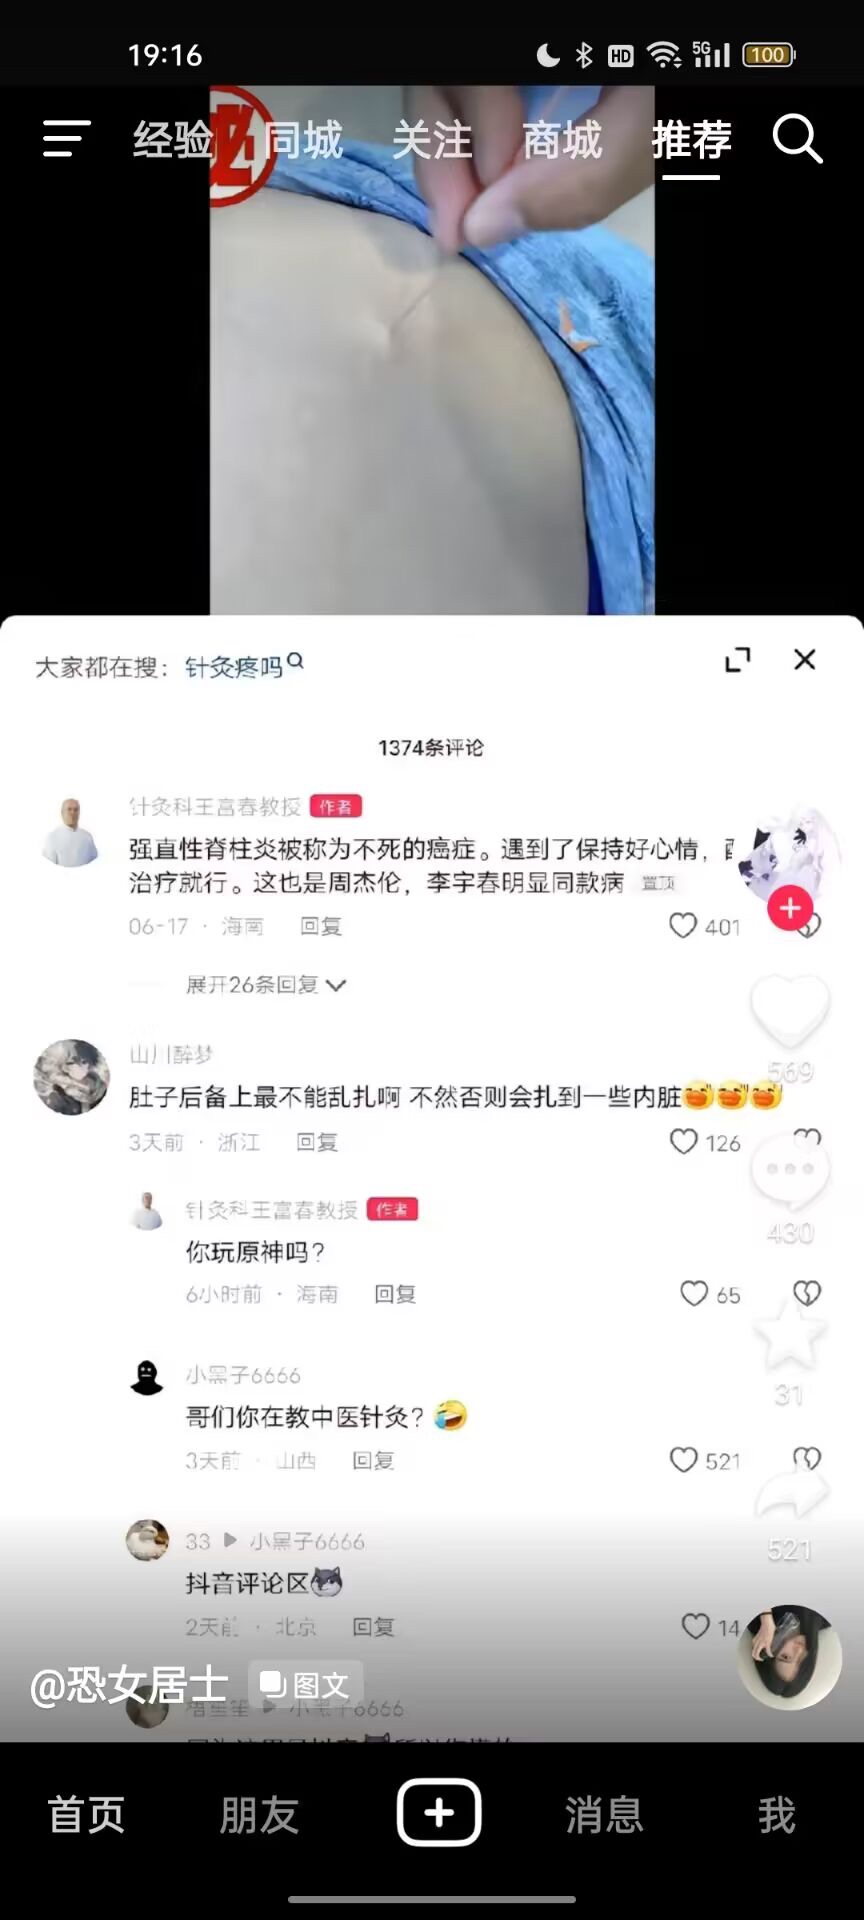 19:16
HD
5G
100
经验
必
同城
关注
商城
推荐
大家都在搜：针灸疼吗
1374条评论
针灸科王富春教授 作者
强直性脊柱炎被称为不死的癌症。遇到了保持好心情，
治疗就行。这也是周杰伦，李宇春明显同款病 置顶
06-17 · 海南 回复
401
展开26条回复
569
山川醉梦
肚子后备上最不能乱扎啊 不然否则会扎到一些内脏
3天前 · 浙江 回复
126
430
针灸科王富春教授 作者
你玩原神吗？
6小时前 · 海南 回复
65
31
小黑子6666
哥们你在教中医针灸？
3天前 · 山西 回复
521
521
33 ▶ 小黑子6666
抖音评论区
2天前 · 北京 回复
14
@恐女居士 图文
小黑子6666
首页
朋友
消息
我